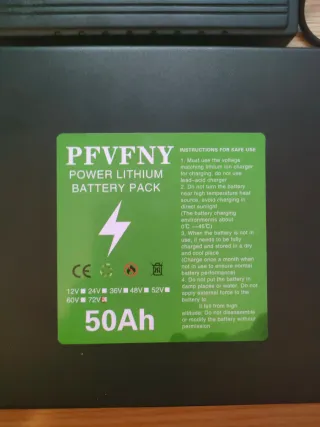 PFVFNY
POWER LITHIUM
BATTERY PACK
12V 24V 36V 48V 52V
60V 72V
50Ah
INSTRUCTIONS FOR SAFE USE
1. Must use the voltage
matching lithium ion charger
for charging, do not use
lead-acid charger
2. Do not turn the battery
near high temperature heat
source, avoid charging in
direct sunlight
(The battery charging
environment about
0℃ —45℃)
3. When the battery is not in
use, it needs to be fully
charged and stored in a dry
and cool place
(Charge once a month when
not in use to ensure normal
battery performance)
4. Do not put the battery in
damp places or water. Do not
apply external force to the
battery to
it fall from high
altitude; Do not disassemble
or modify the battery without
permission